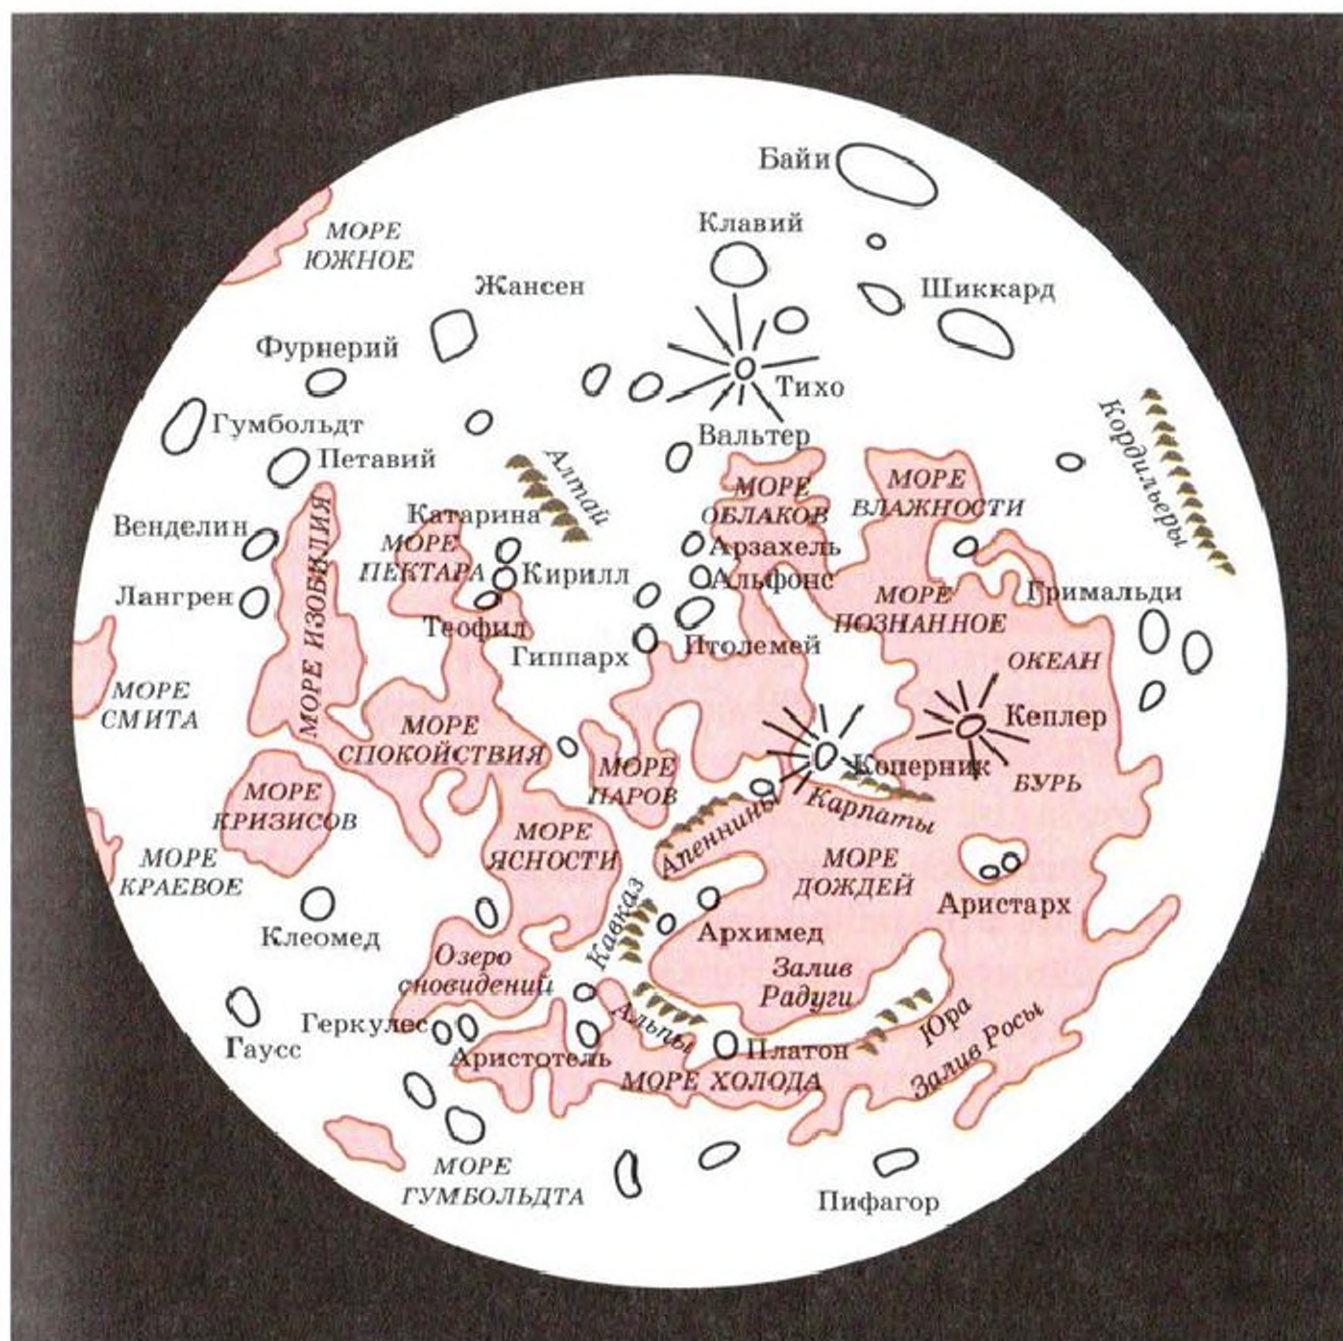 Байи
Клавий
МОРЕ
ЮЖНОЕ
Жансен
Шиккард
Фурнерий
Тихо
Гумбольдт
Вальтер
Петавий
Кордильеры
Алтай
МОРЕ
ОБЛАКОВ
МОРЕ
ВЛАЖНОСТИ
Венделин
Катарина
МОРЕ
ПЕКТАРА
Кирилл
Арзахель
Альфонс
Лангрен
МОРЕ ИЗОБИЛИЯ
Теофил
Гиппарх
Птолемей
МОРЕ
ПОЗНАННОЕ
Гримальди
ОКЕАН
МОРЕ
СМИТА
МОРЕ
СПОКОЙСТВИЯ
Кеплер
МОРЕ
ПАРОВ
Коперник
БУРЬ
МОРЕ
КРИЗИСОВ
Апеннины
Карпаты
МОРЕ
ЯСНОСТИ
МОРЕ
ДОЖДЕЙ
МОРЕ
КРАЕВОЕ
Аристарх
Клеомед
Кавказ
Архимед
Озеро
сновидений
Залив
Радуги
Геркулес
Альпы
Юра
Гаусс
Аристотель
Платон
Залив Росы
МОРЕ ХОЛОДА
МОРЕ
ГУМБОЛЬДТА
Пифагор